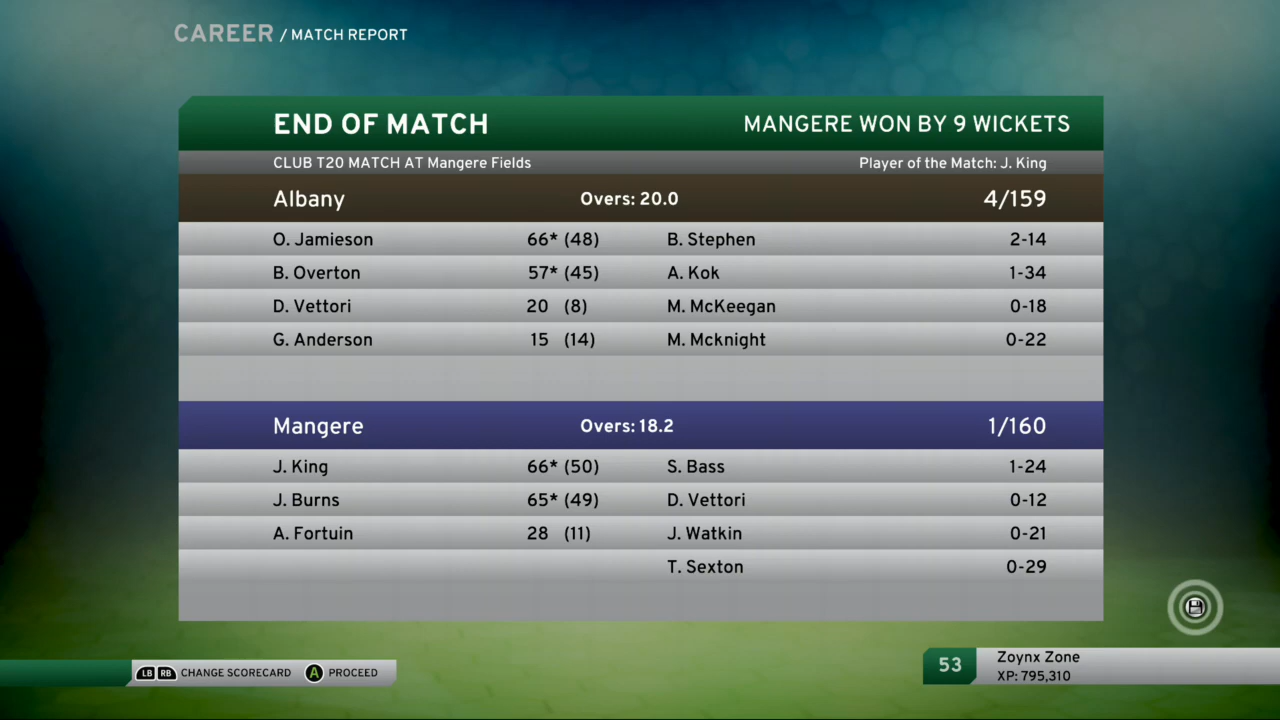 CAREER / MATCH REPORT
END OF MATCH MANGERE WON BY 9 WICKETS
CLUB T20 MATCH AT Mangere Fields Player of the Match: J. King
Albany Overs: 20.0 4/159
O. Jamieson 66* (48) B. Stephen 2-14
B. Overton 57* (45) A. Kok 1-34
D. Vettori 20 (8) M. McKeegan 0-18
G. Anderson 15 (14) M. Mcknight 0-22
Mangere Overs: 18.2 1/160
J. King 66* (50) S. Bass 1-24
J. Burns 65* (49) D. Vettori 0-12
A. Fortuin 28 (11) J. Watkin 0-21
T. Sexton 0-29
LB RB CHANGE SCORECARD A PROCEED
53 Zoynx Zone
XP: 795,310